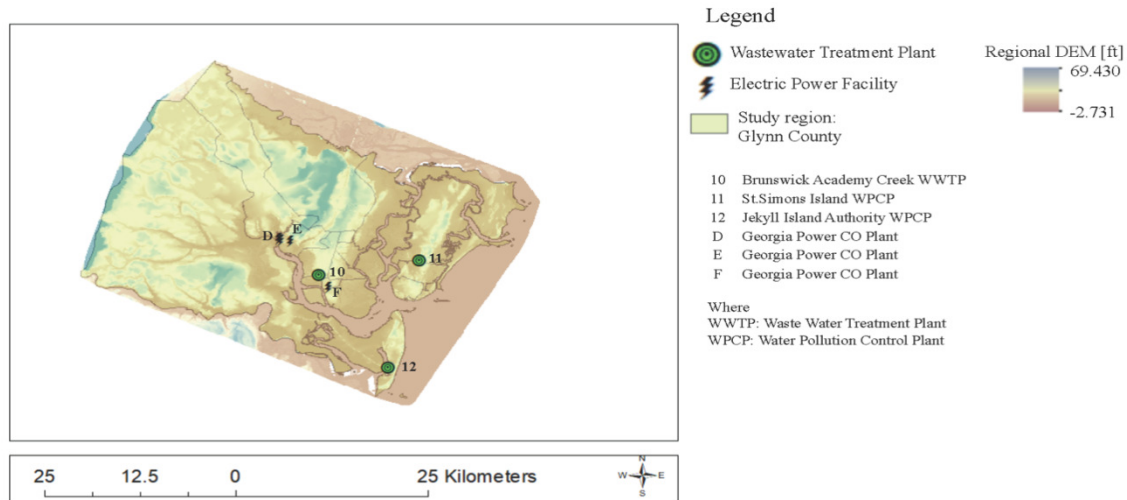 Legend
Wastewater Treatment Plant
Electric Power Facility
Study region:
Glynn County
Regional DEM [ft]
69.430
-2.731
10 Brunswick Academy Creek WWTP
11 St.Simons Island WPCP
12 Jekyll Island Authority WPCP
D Georgia Power CO Plant
E Georgia Power CO Plant
F Georgia Power CO Plant
Where
WWTP: Waste Water Treatment Plant
WPCP: Water Pollution Control Plant
D
E
10
11
F
12
25 12.5 0 25 Kilometers
N
W E
S